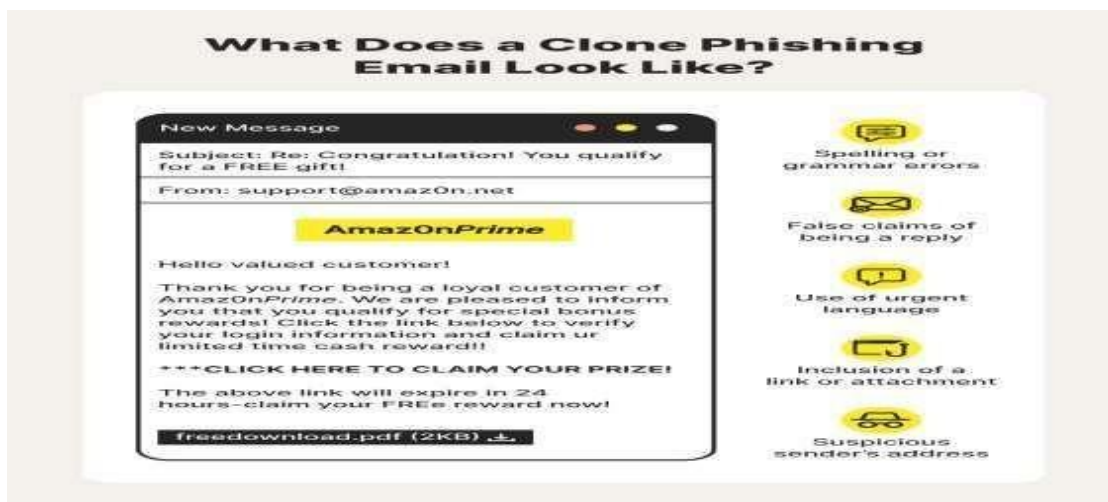 What Does a Clone Phishing
Email Look Like?
New Message
Subject: Re: Congratulation! You qualify
for a FREE gift!
From: support@amaz0n.net
Amaz0nPrime
Hello valued customer!
Thank you for being a loyal customer of
Amaz0nPrime. We are pleased to inform
you that you qualify for special bonus
rewards! Click the link below to verify
your login information and claim ur
limited time cash reward!!
***CLICK HERE TO CLAIM YOUR PRIZE!
The above link will expire in 24
hours-claim your FREe reward now!
freedownload.pdf (2KB)
Spelling or
grammar errors
False claims of
being a reply
Use of urgent
language
Inclusion of a
link or attachment
Suspicious
sender's address